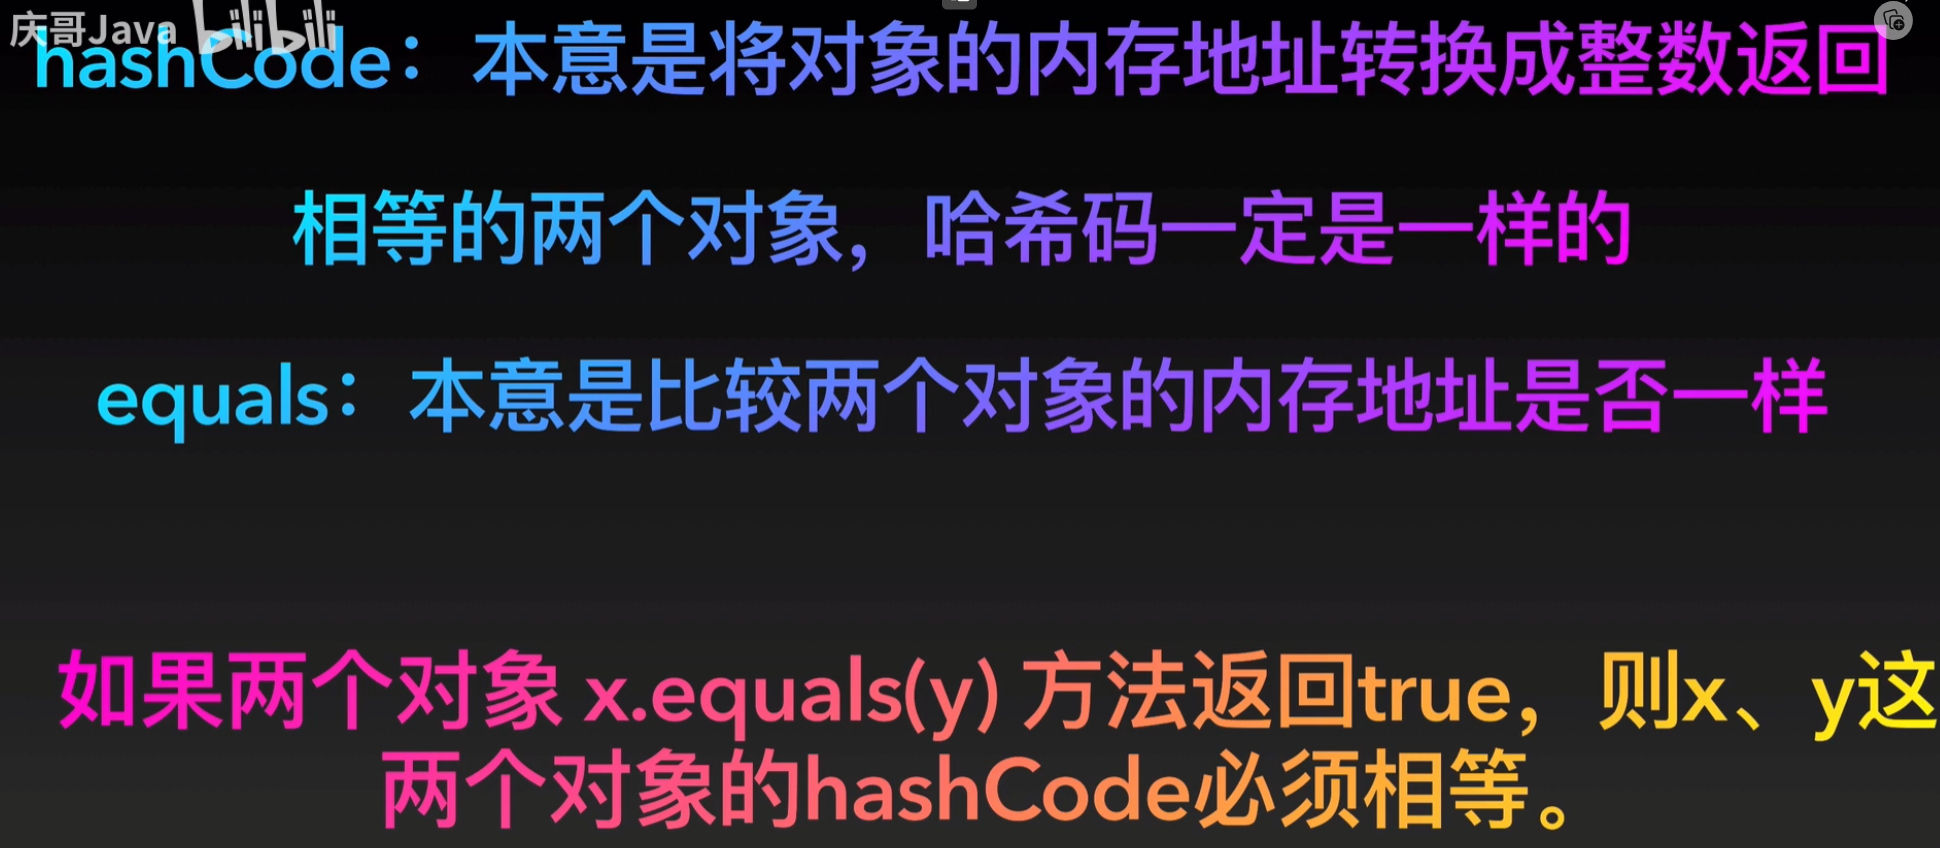 庆哥Java bilibili
hashCode：本意是将对象的内存地址转换成整数返回
相等的两个对象，哈希码一定是一样的
equals：本意是比较两个对象的内存地址是否一样
如果两个对象 x.equals(y) 方法返回true，则x、y这
两个对象的hashCode必须相等。